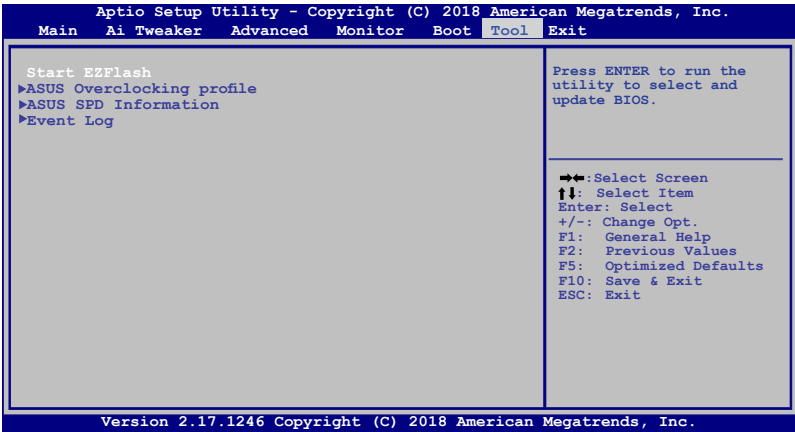 Aptio Setup Utility - Copyright (C) 2018 American Megatrends, Inc.
Main Ai Tweaker Advanced Monitor Boot Tool Exit
Start EZFlash
▶ASUS Overclocking profile
▶ASUS SPD Information
▶Event Log
Press ENTER to run the
utility to select and
update BIOS.
➡⬅:Select Screen
⬆⬇: Select Item
Enter: Select
+/-: Change Opt.
F1: General Help
F2: Previous Values
F5: Optimized Defaults
F10: Save & Exit
ESC: Exit
Version 2.17.1246 Copyright (C) 2018 American Megatrends, Inc.